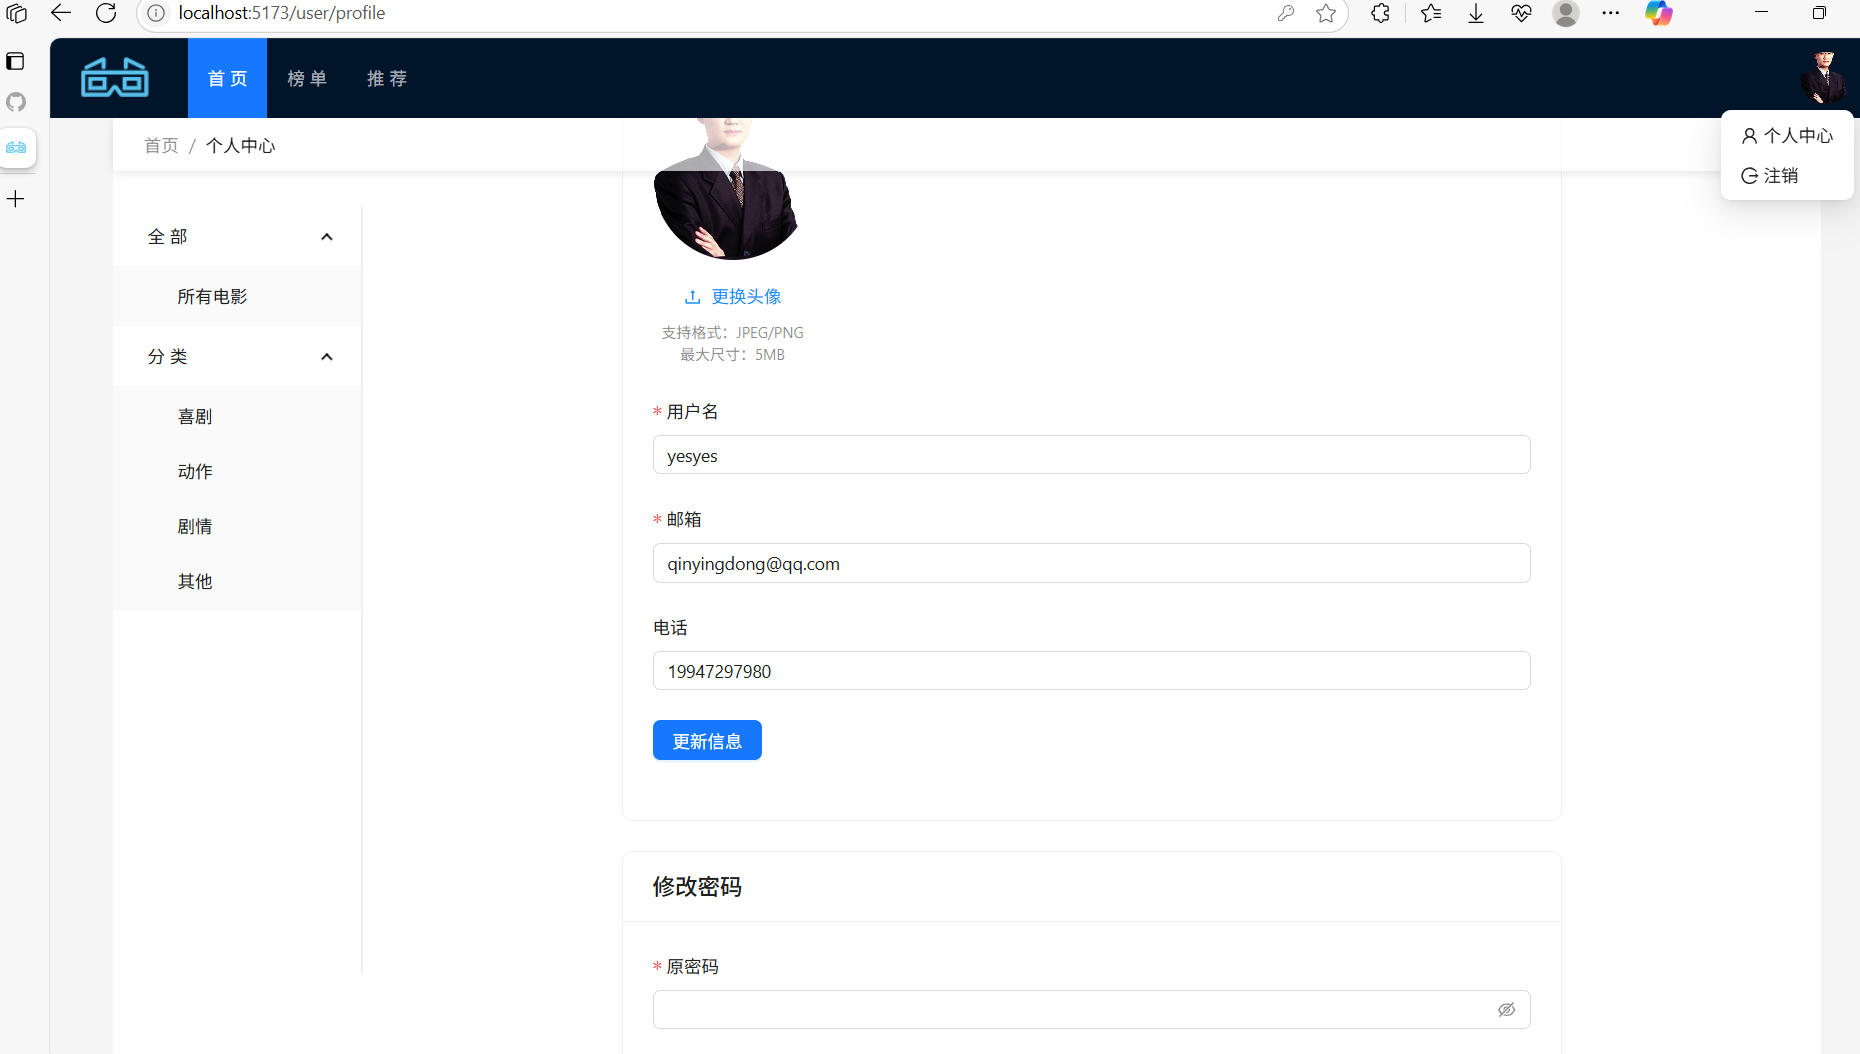 localhost:5173/user/profile
首 页
榜 单
推 荐
首页 / 个人中心
个人中心
注销
全 部
所有电影
分 类
喜剧
动作
剧情
其他
更换头像
支持格式：JPEG/PNG
最大尺寸：5MB
* 用户名
yesyes
* 邮箱
qinyingdong@qq.com
电话
19947297980
更新信息
修改密码
* 原密码